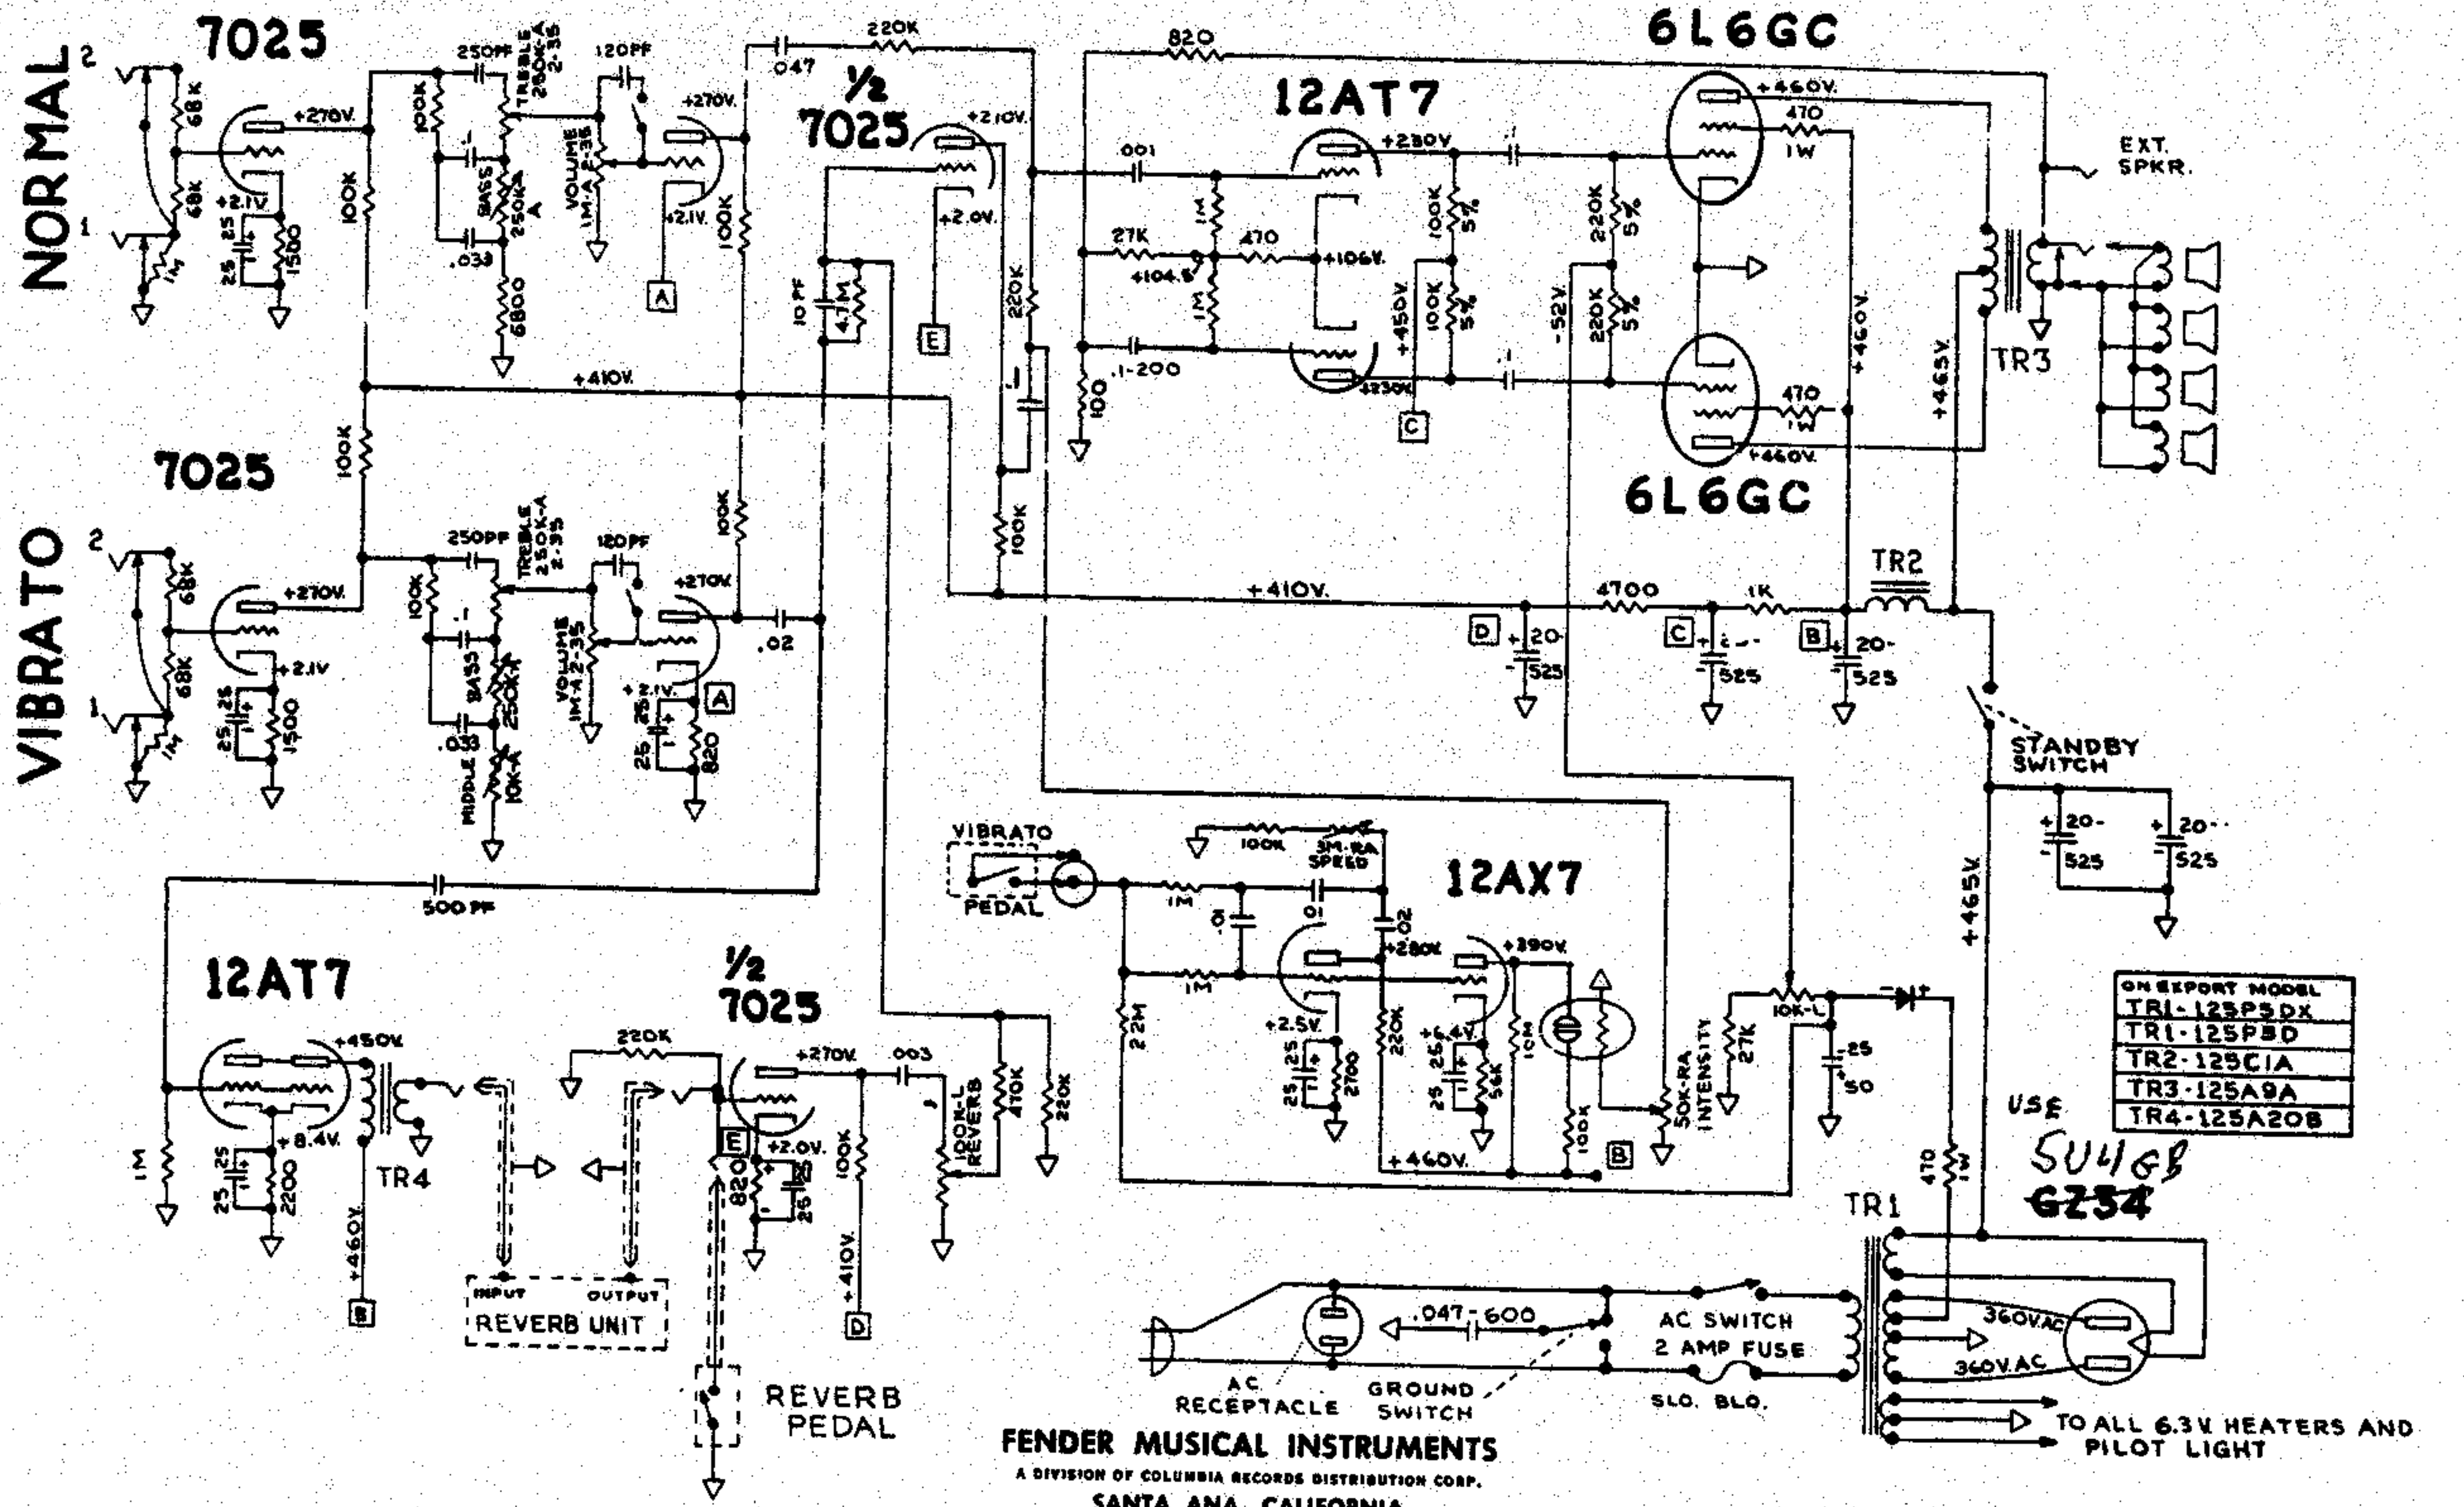 NORMAL
2
1
7025
68K
68K
+270V.
+2.1V.
25
25
1500
1M
100K
250PF
TREBLE
250K-A
2-35
100K
.1
BASS
250KA
A
.033
6800
120PF
VOLUME
1M-A 2-35
+270V.
+2.1V.
A
100K
.047
220K
1/2
7025
+210V.
+2.0V.
E
10PF
4.7M
220K
.1
100K
+410V.
820
12AT7
.001
+230V.
1M
27K
+104.5
470
+106V.
1M
.1-200
100
+230V.
+450V.
C
100K
5%
100K
5%
.1
.1
220K
5%
220K
5%
-52V.
6L6GC
+460V.
470
1W
470
1W
+460V.
6L6GC
+460V.
+465V.
EXT.
SPKR.
TR3
VIBRATO
2
1
7025
68K
68K
1M
+270V.
+2.1V
25
25
1500
100K
250PF
TREBLE
250K-A
2-35
100K
.1
BASS
250K-A
.033
MIDDLE
10K-A
120PF
VOLUME
1M-A.2-35
+270V.
+2.1V.
A
25
25
820
100K
.02
+410V.
D
20-
525
4700
C
525
1K
B
20-
525
TR2
STANDBY
SWITCH
20-
525
20-
525
+465V.
500PF
12AT7
+450V.
+8.4V.
1M
25
25
2200
TR4
+460V.
B
INPUT
OUTPUT
REVERB UNIT
220K
1/2
7025
+270V.
E
+2.0V.
820
25
25
100K
+410V.
D
.003
100K-L
REVERB
470K
220K
REVERB
PEDAL
VIBRATO
PEDAL
100K
3M-RA
SPEED
12AX7
1M
.01
.01
.02
1M
2.2M
+280V.
+390V.
+2.5V.
25
25
2700
220K
25
25
56K
10M
100K
+460V.
B
50K-RA
INTENSITY
27K
10K-L
25
50
470
1W
ON EXPORT MODEL
TR1-125P5DX
TR1-125P5D
TR2-125C1A
TR3-125A9A
TR4-125A20B
USE
5U4GB
GZ34
TR1
360V.AC
360V.AC
.047-600
AC SWITCH
2 AMP FUSE
SLO. BLO.
A.C.
RECEPTACLE
GROUND
SWITCH
TO ALL 6.3V. HEATERS AND
PILOT LIGHT
FENDER MUSICAL INSTRUMENTS
A DIVISION OF COLUMBIA RECORDS DISTRIBUTION CORP.
SANTA ANA, CALIFORNIA